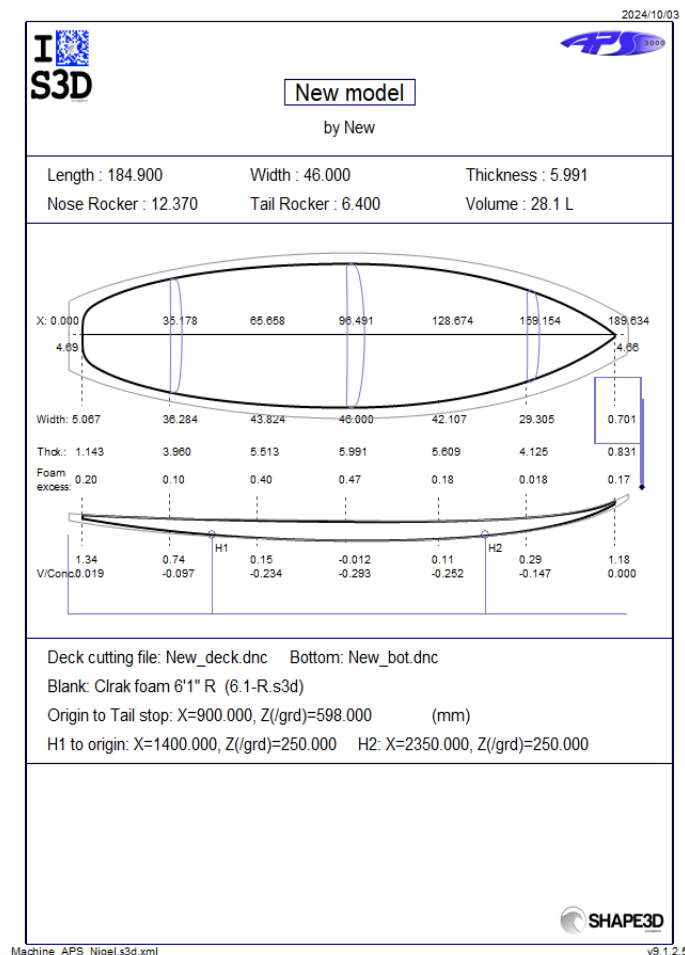 2024/10/03
I
S3D
APS 3000
New model
by New
Length : 184.900 Width : 46.000 Thickness : 5.991
Nose Rocker : 12.370 Tail Rocker : 6.400 Volume : 28.1 L
X: 0.000 35.178 65.658 96.491 128.674 159.154 189.634
4.69 4.66
Width: 5.067 36.284 43.824 46.000 42.107 29.305 0.701
Thck.: 1.143 3.960 5.513 5.991 5.609 4.125 0.831
Foam
excess: 0.20 0.10 0.40 0.47 0.18 0.018 0.17
H1 H2
1.34 0.74 0.15 -0.012 0.11 0.29 1.18
V/Conc. 0.019 -0.097 -0.234 -0.293 -0.252 -0.147 0.000
Deck cutting file: New_deck.dnc Bottom: New_bot.dnc
Blank: Clrak foam 6'1" R (6.1-R.s3d)
Origin to Tail stop: X=900.000, Z(/grd)=598.000 (mm)
H1 to origin: X=1400.000, Z(/grd)=250.000 H2: X=2350.000, Z(/grd)=250.000
SHAPE3D
Machine_APS_Nigel.s3d.xml v9.1.2.5